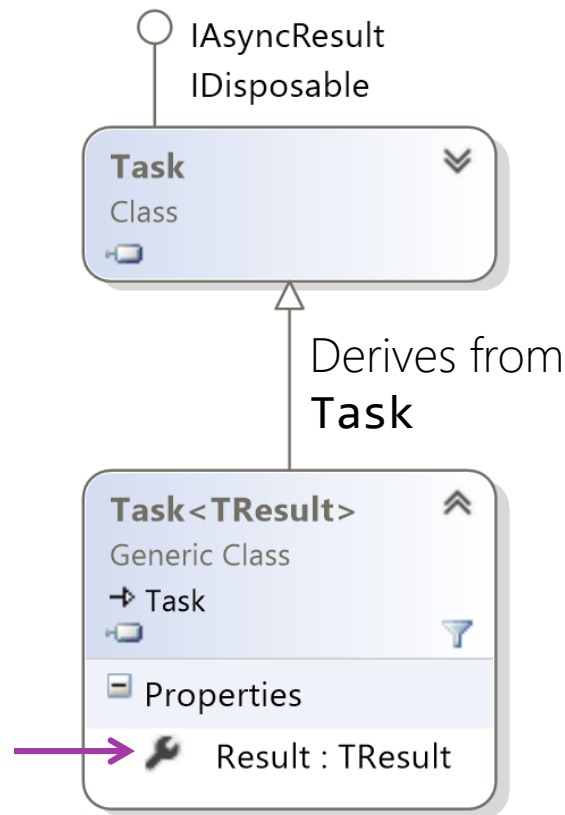 IAsyncResult
IDisposable
Task
Class
Derives from
Task
Task<TResult>
Generic Class
Task
Properties
Result : TResult